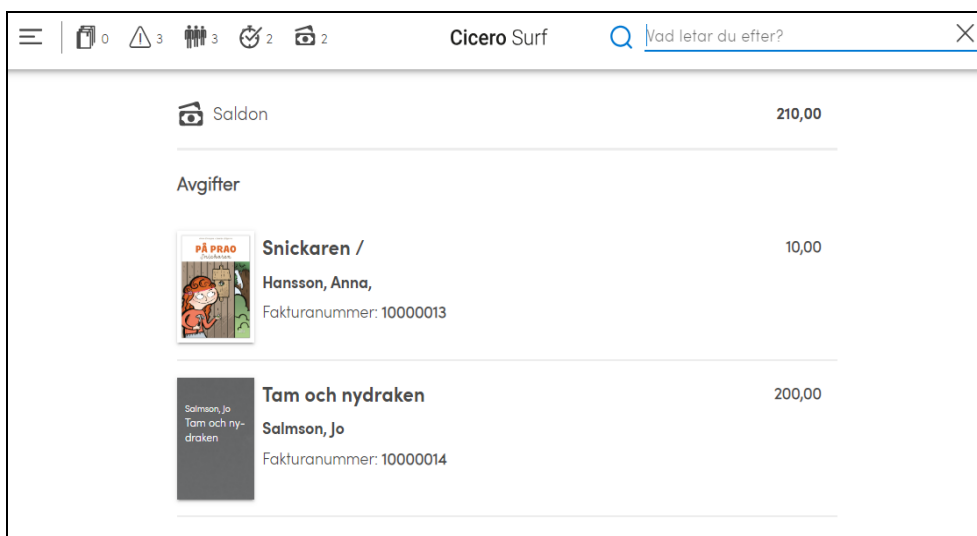 0 3 3 2 2 Cicero Surf Vad letar du efter?
Saldon 210,00
Avgifter
PÅ PRAO
Snickaren
Snickaren / 10,00
Hansson, Anna,
Fakturanummer: 10000013
Salmson, Jo
Tam och ny-
draken
Tam och nydraken 200,00
Salmson, Jo
Fakturanummer: 10000014